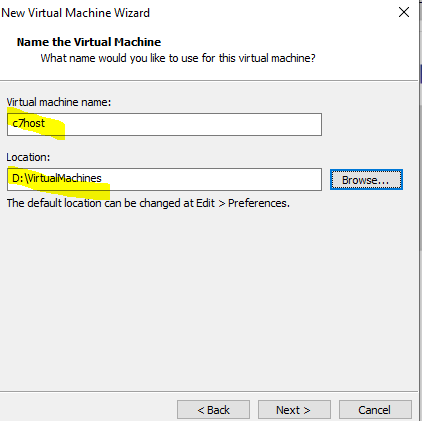 New Virtual Machine Wizard
Name the Virtual Machine
What name would you like to use for this virtual machine?
Virtual machine name:
c7host
Location:
D:\VirtualMachines
Browse...
The default location can be changed at Edit > Preferences.
< Back
Next >
Cancel